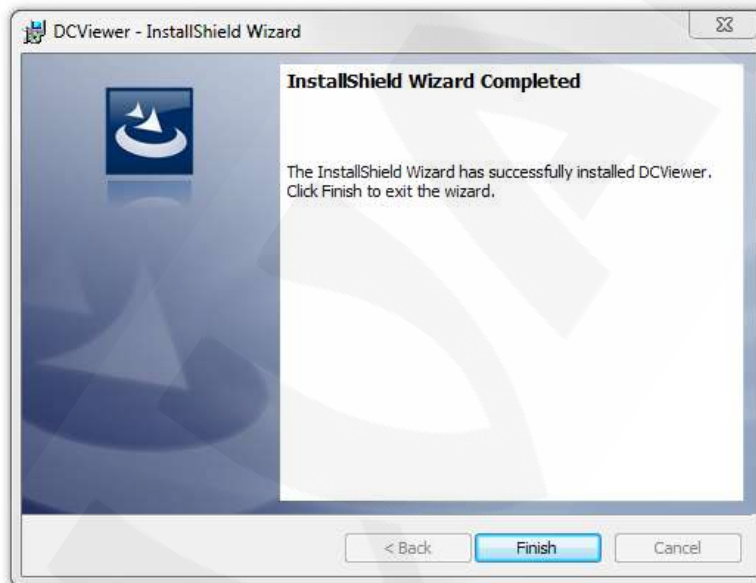 DCViewer - InstallShield Wizard
InstallShield Wizard Completed
The InstallShield Wizard has successfully installed DCViewer.
Click Finish to exit the wizard.
< Back Finish Cancel